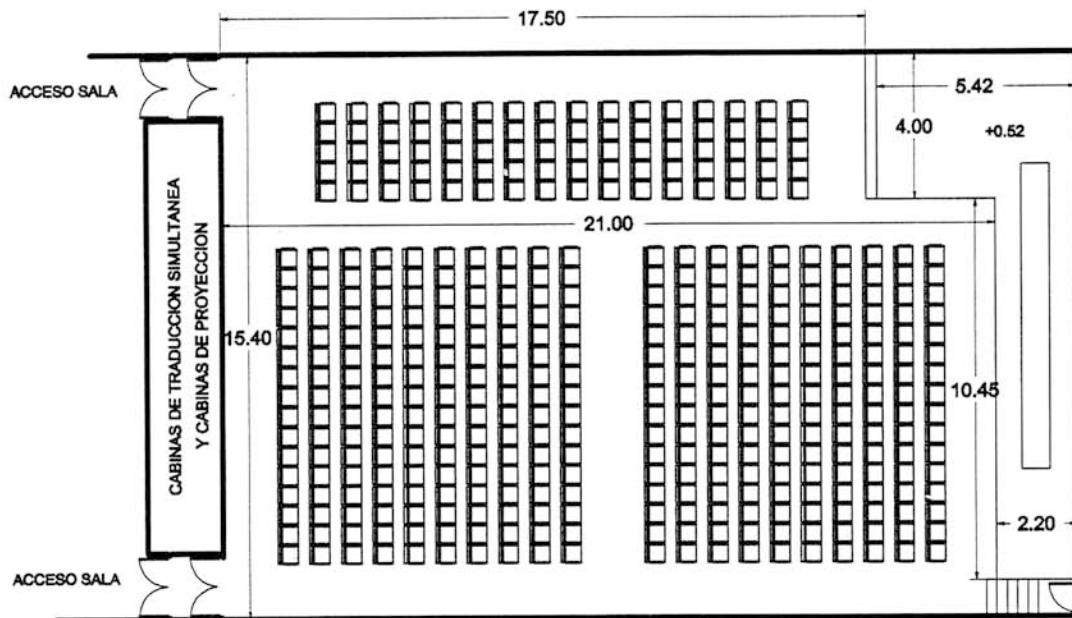 17.50
ACCESO SALA
5.42
4.00
+0.52
21.00
CABINAS DE TRADUCCION SIMULTANEA
Y CABINAS DE PROYECCION
15.40
10.45
2.20
ACCESO SALA